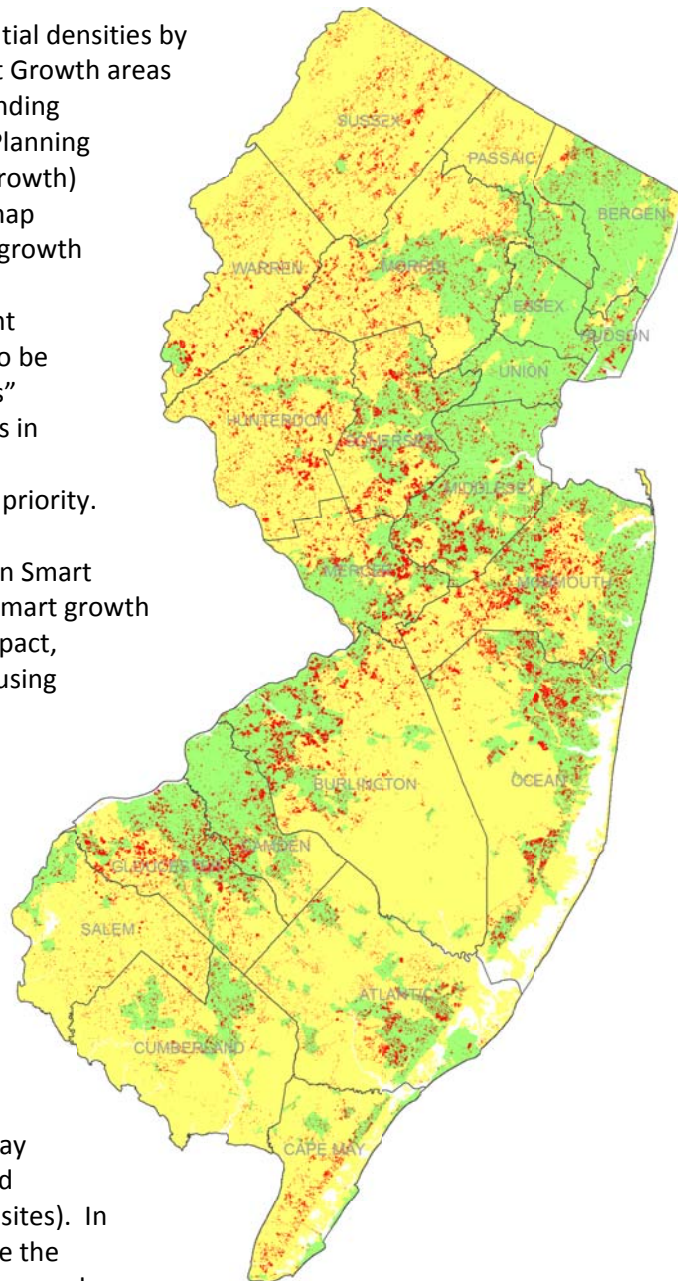 tial densities by
t Growth areas
nding
Planning
rowth)
nap
growth
nt
o be
s”
s in
priority.
n Smart
mart growth
pact,
using
ay
d
sites). In
e the
SUSSEX
PASSAIC
BERGEN
WARREN
MORRIS
ESSEX
HUDSON
UNION
HUNTERDON
SOMERSET
MIDDLESEX
MERCER
MONMOUTH
OCEAN
BURLINGTON
CAMDEN
GLOUCESTER
SALEM
ATLANTIC
CUMBERLAND
CAPE MAY